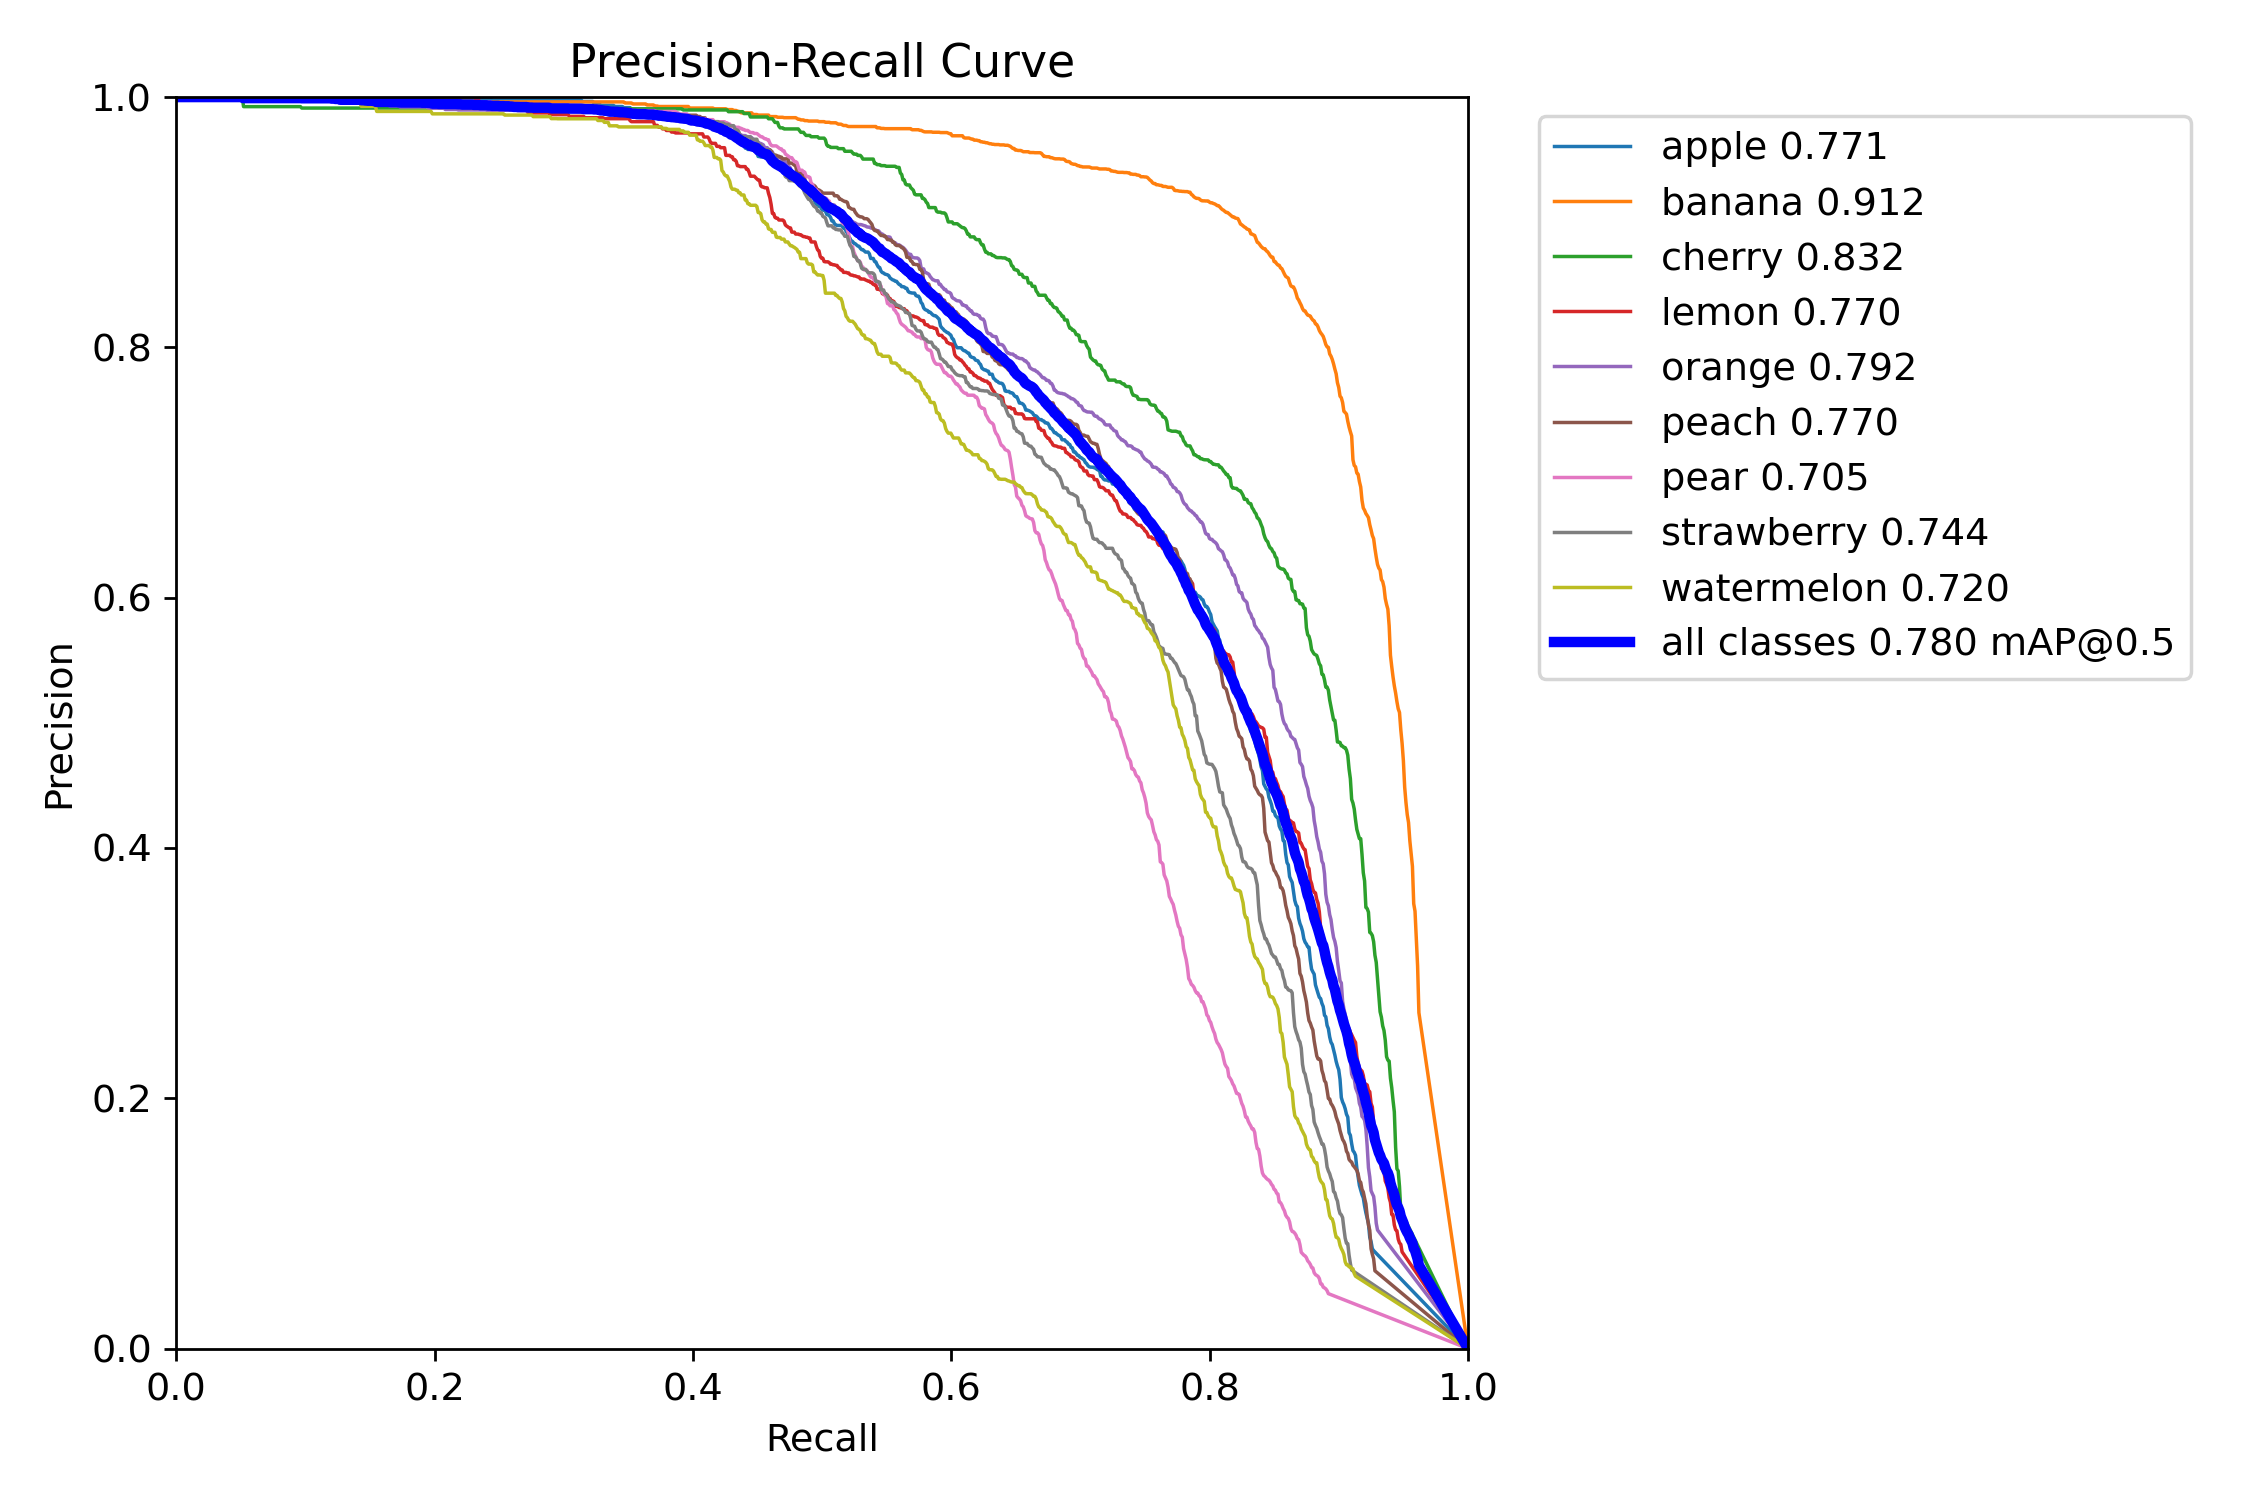 Precision-Recall Curve
1.0
0.8
0.6
0.4
0.2
0.0
Precision
0.0 0.2 0.4 0.6 0.8 1.0
Recall
apple 0.771
banana 0.912
cherry 0.832
lemon 0.770
orange 0.792
peach 0.770
pear 0.705
strawberry 0.744
watermelon 0.720
all classes 0.780 mAP@0.5